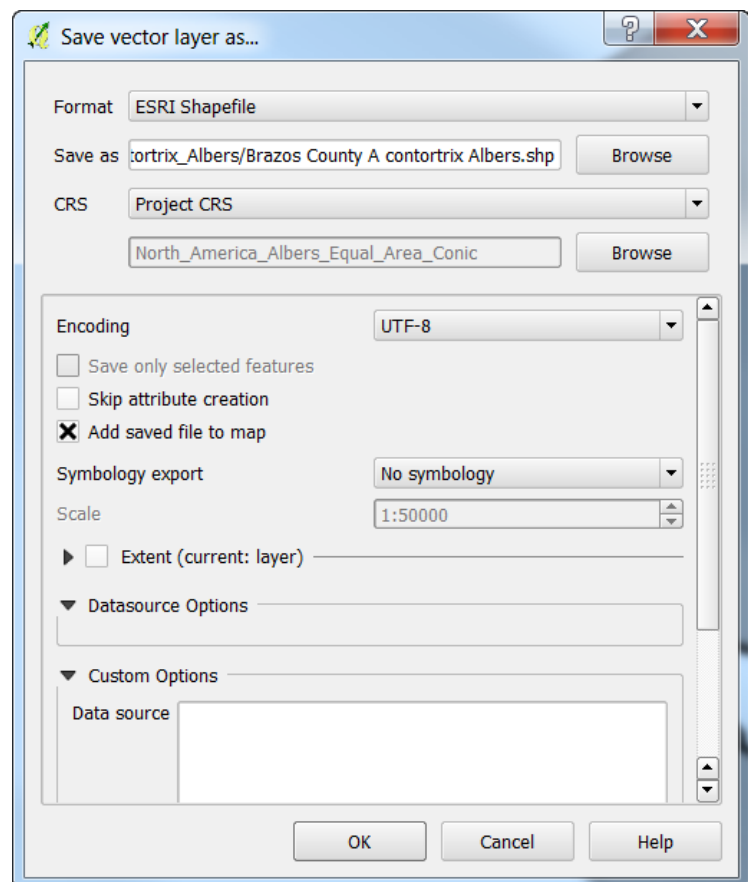 Save vector layer as...
Format ESRI Shapefile
Save as tortrix_Albers/Brazos County A contortrix Albers.shp Browse
CRS Project CRS
North_America_Albers_Equal_Area_Conic Browse
Encoding UTF-8
Save only selected features
Skip attribute creation
Add saved file to map
Symbology export No symbology
Scale 1:50000
Extent (current: layer)
Datasource Options
Custom Options
Data source
OK Cancel Help